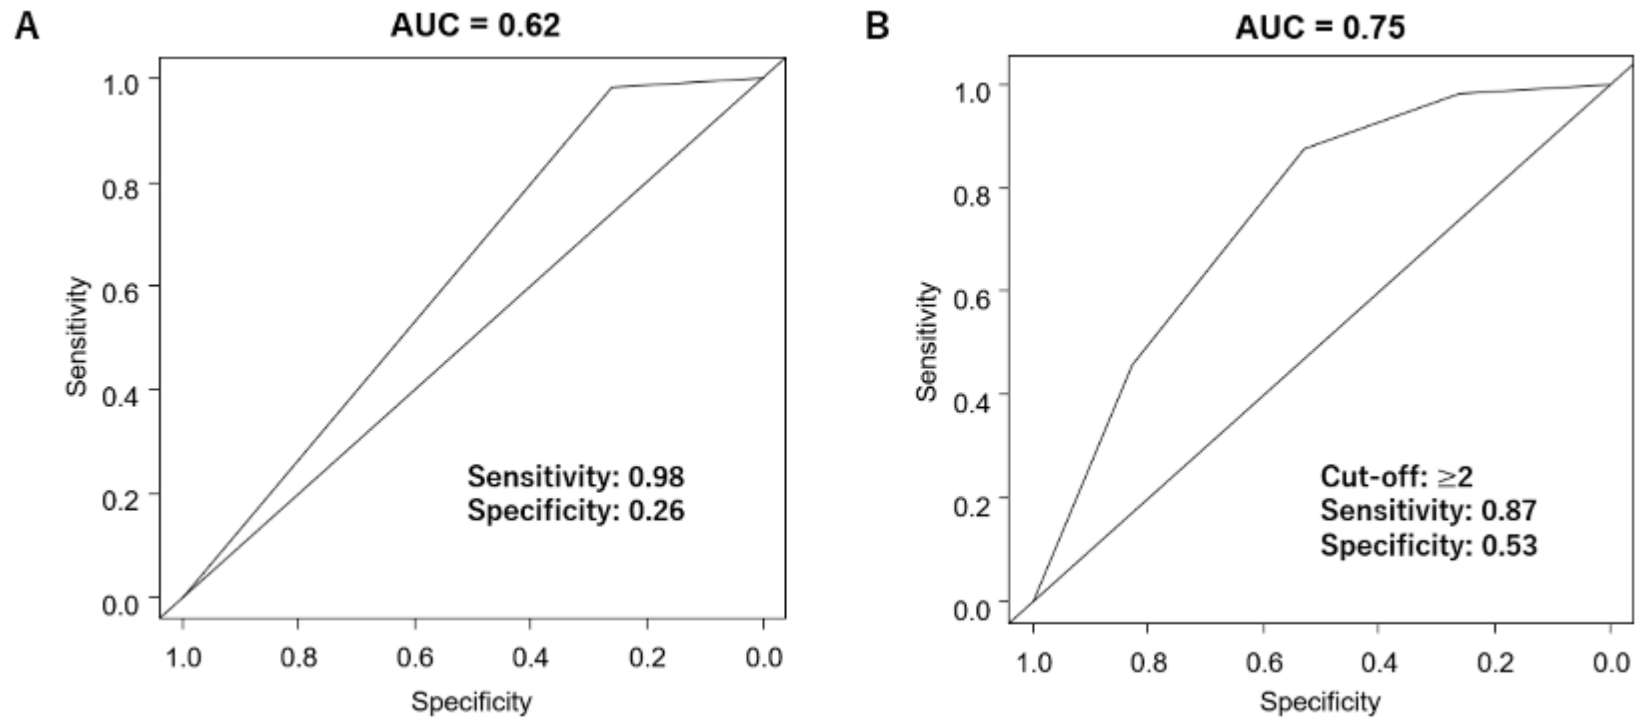 A
AUC = 0.62
1.0
0.8
0.6
0.4
0.2
0.0
Sensitivity
Sensitivity: 0.98
Specificity: 0.26
1.0 0.8 0.6 0.4 0.2 0.0
Specificity
B
AUC = 0.75
1.0
0.8
0.6
0.4
0.2
0.0
Sensitivity
Cut-off: ≥2
Sensitivity: 0.87
Specificity: 0.53
1.0 0.8 0.6 0.4 0.2 0.0
Specificity